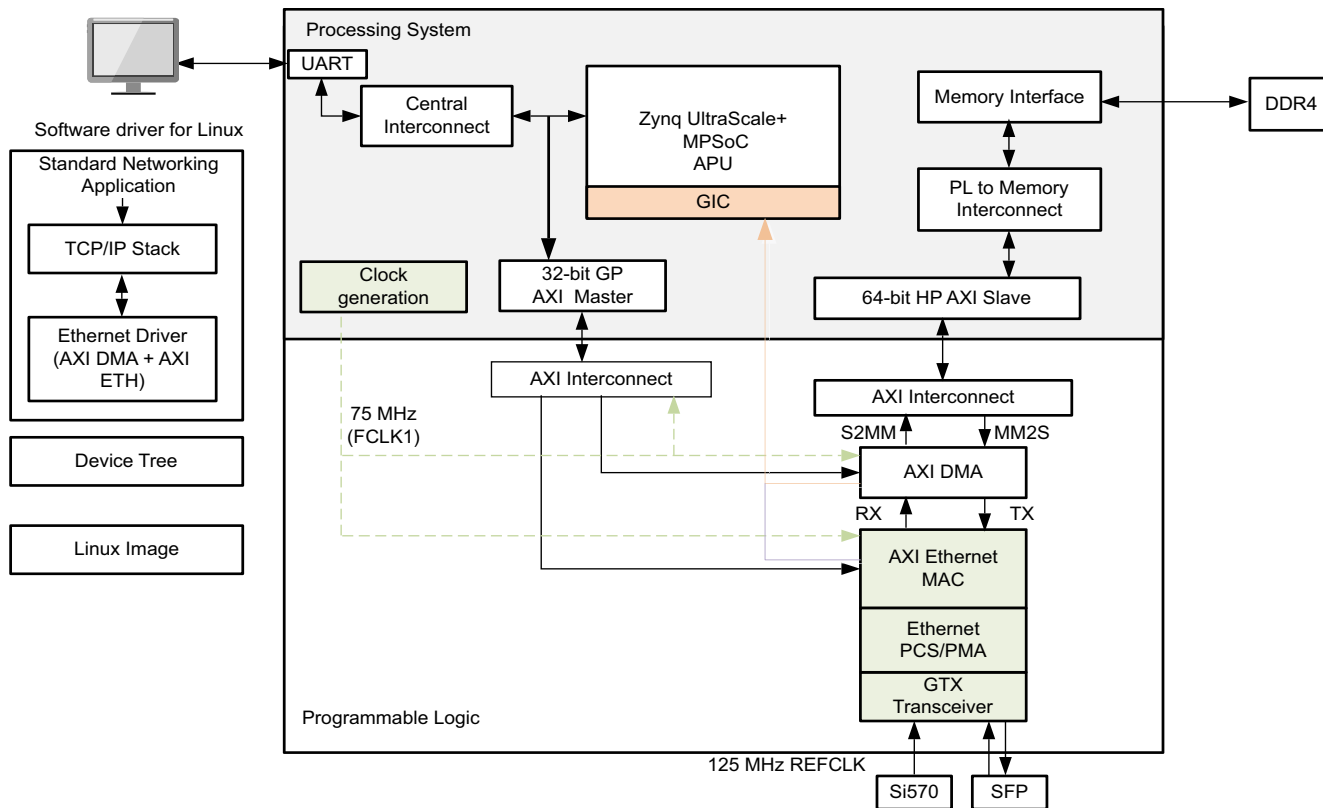 Processing System
UART
Central
Interconnect
Zynq UltraScale+
MPSoC
APU
GIC
Memory Interface
DDR4
PL to Memory
Interconnect
Clock
generation
32-bit GP
AXI Master
64-bit HP AXI Slave
Software driver for Linux
Standard Networking
Application
TCP/IP Stack
Ethernet Driver
(AXI DMA + AXI
ETH)
Device Tree
Linux Image
AXI Interconnect
AXI Interconnect
75 MHz
(FCLK1)
S2MM
MM2S
AXI DMA
RX
TX
AXI Ethernet
MAC
Ethernet
PCS/PMA
GTX
Transceiver
Programmable Logic
125 MHz REFCLK
Si570
SFP